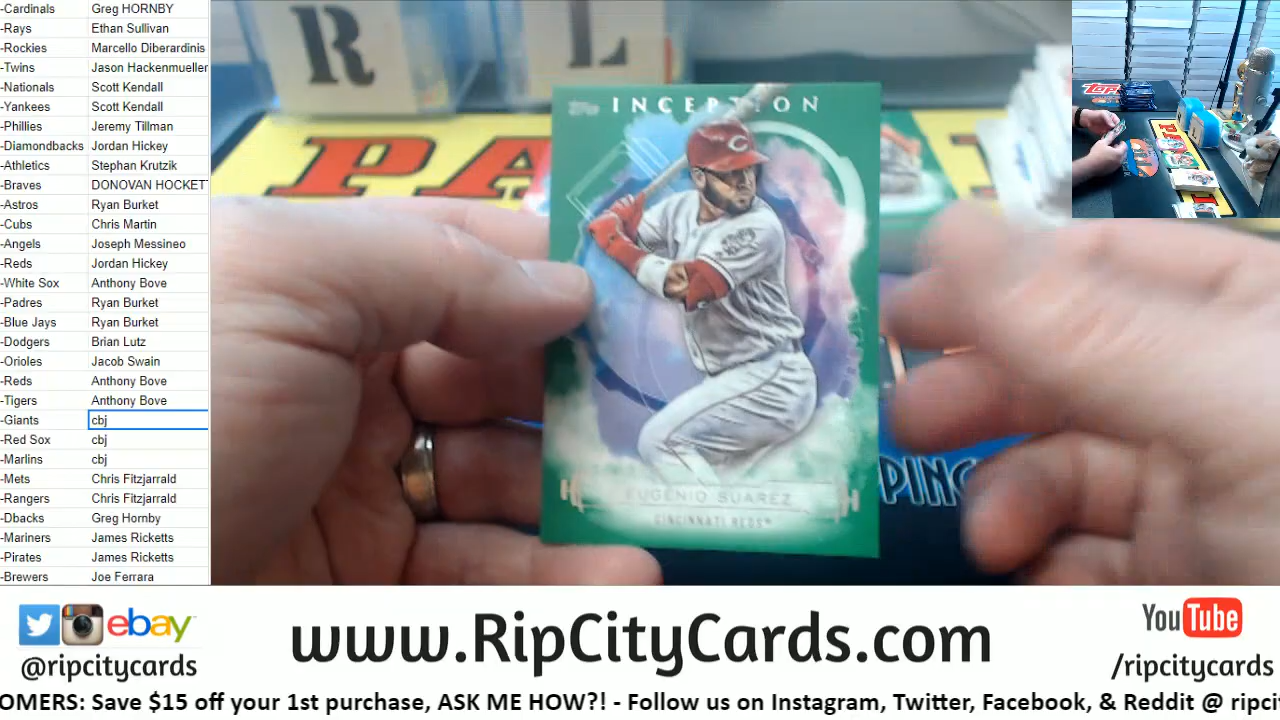 -Cardinals Greg HORNBY
-Rays Ethan Sullivan
-Rockies Marcello Diberardinis
-Twins Jason Hackenmueller
-Nationals Scott Kendall
-Yankees Scott Kendall
-Phillies Jeremy Tillman
-Diamondbacks Jordan Hickey
-Athletics Stephan Krutzik
-Braves DONOVAN HOCKETT
-Astros Ryan Burket
-Cubs Chris Martin
-Angels Joseph Messineo
-Reds Jordan Hickey
-White Sox Anthony Bove
-Padres Ryan Burket
-Blue Jays Ryan Burket
-Dodgers Brian Lutz
-Orioles Jacob Swain
-Reds Anthony Bove
-Tigers Anthony Bove
-Giants cbj
-Red Sox cbj
-Marlins cbj
-Mets Chris Fitzjarrald
-Rangers Chris Fitzjarrald
-Dbacks Greg Hornby
-Mariners James Ricketts
-Pirates James Ricketts
-Brewers Joe Ferrara
R L
PA
Topps INCEPTION
EUGENIO SUAREZ
CINCINNATI REDS
PING
ebay
@ripcitycards
www.RipCityCards.com
YouTube
/ripcitycards
OMERS: Save $15 off your 1st purchase, ASK ME HOW?! - Follow us on Instagram, Twitter, Facebook, & Reddit @ ripci